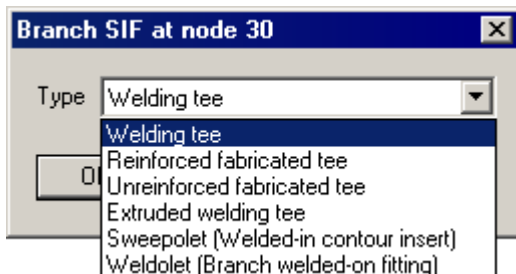 Branch SIF at node 30
Type Welding tee
Welding tee
Reinforced fabricated tee
Unreinforced fabricated tee
Extruded welding tee
Sweepolet (Welded-in contour insert)
Weldolet (Branch welded-on fitting)